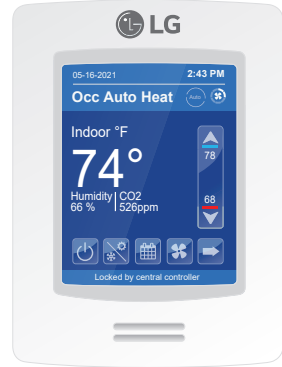 LG
05-16-2021 2:43 PM
Occ Auto Heat Auto
Indoor °F
74°
78
Humidity CO2
66 % 526ppm
68
Locked by central controller